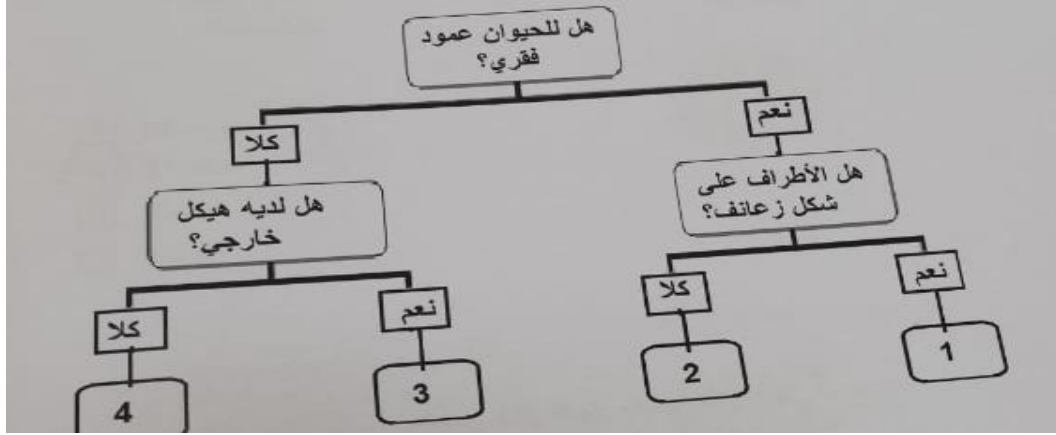 هل للحيوان عمود
فقري؟
نعم
كلا
هل الأطراف على
شكل زعانف؟
هل لديه هيكل
خارجي؟
نعم
كلا
نعم
كلا
1
2
3
4